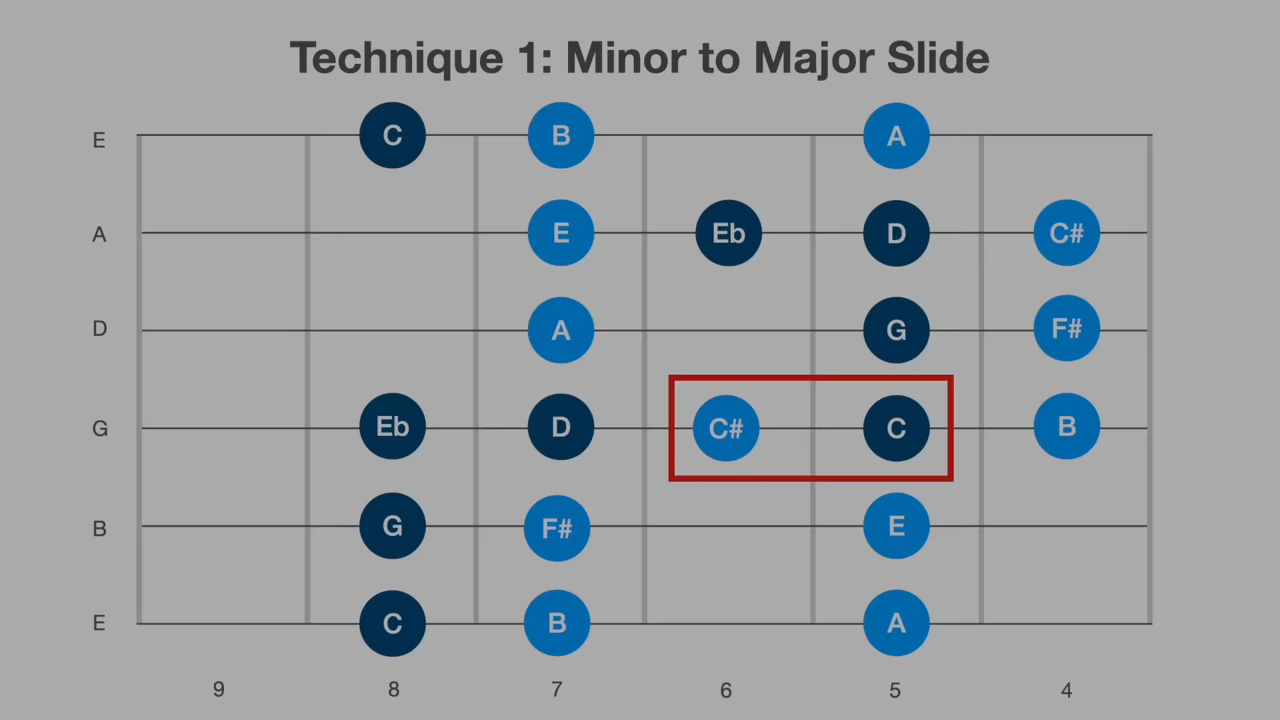 Technique 1: Minor to Major Slide
E C B A
A E Eb D C#
D A G F#
G Eb D C# C B
B G F# E
E C B A
9 8 7 6 5 4